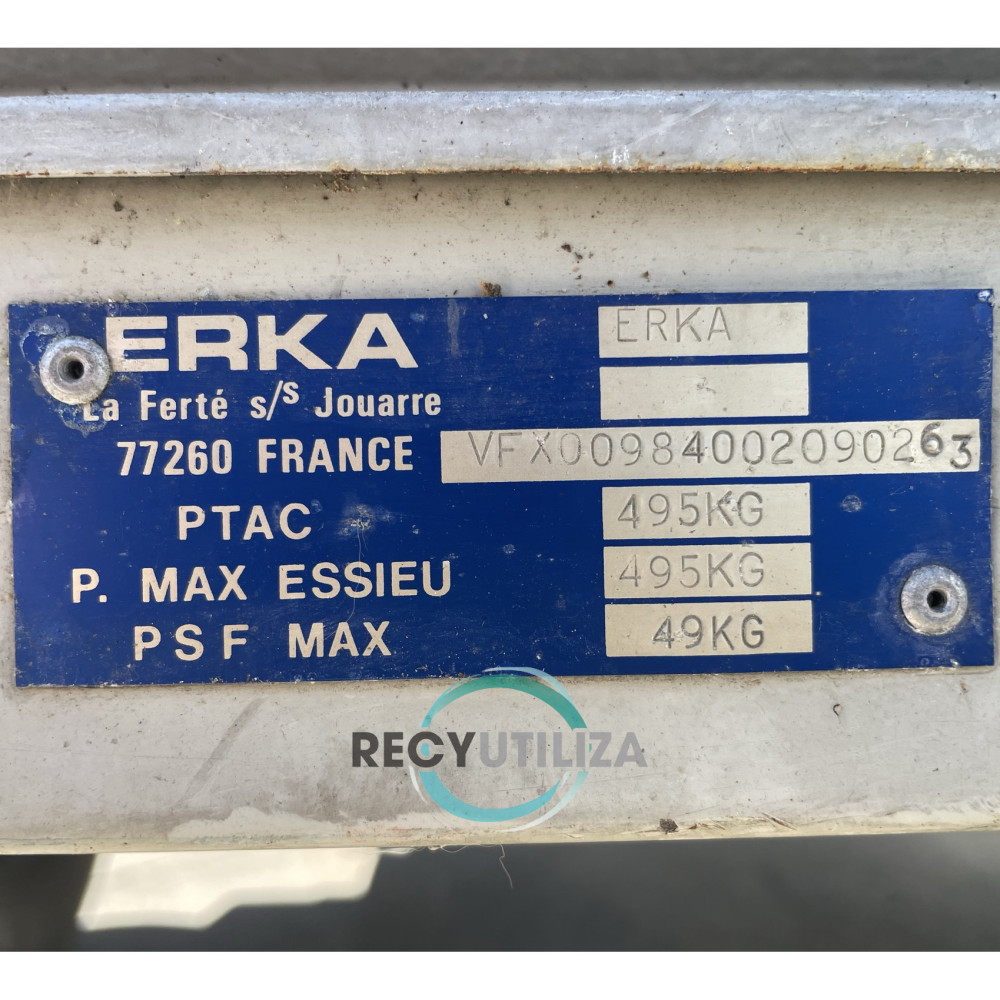 ERKA ERKA
La Ferté s/s Jouarre
77260 FRANCE VFX00984002090263
PTAC 495KG
P. MAX ESSIEU 495KG
PSF MAX 49KG
RECYUTILIZA